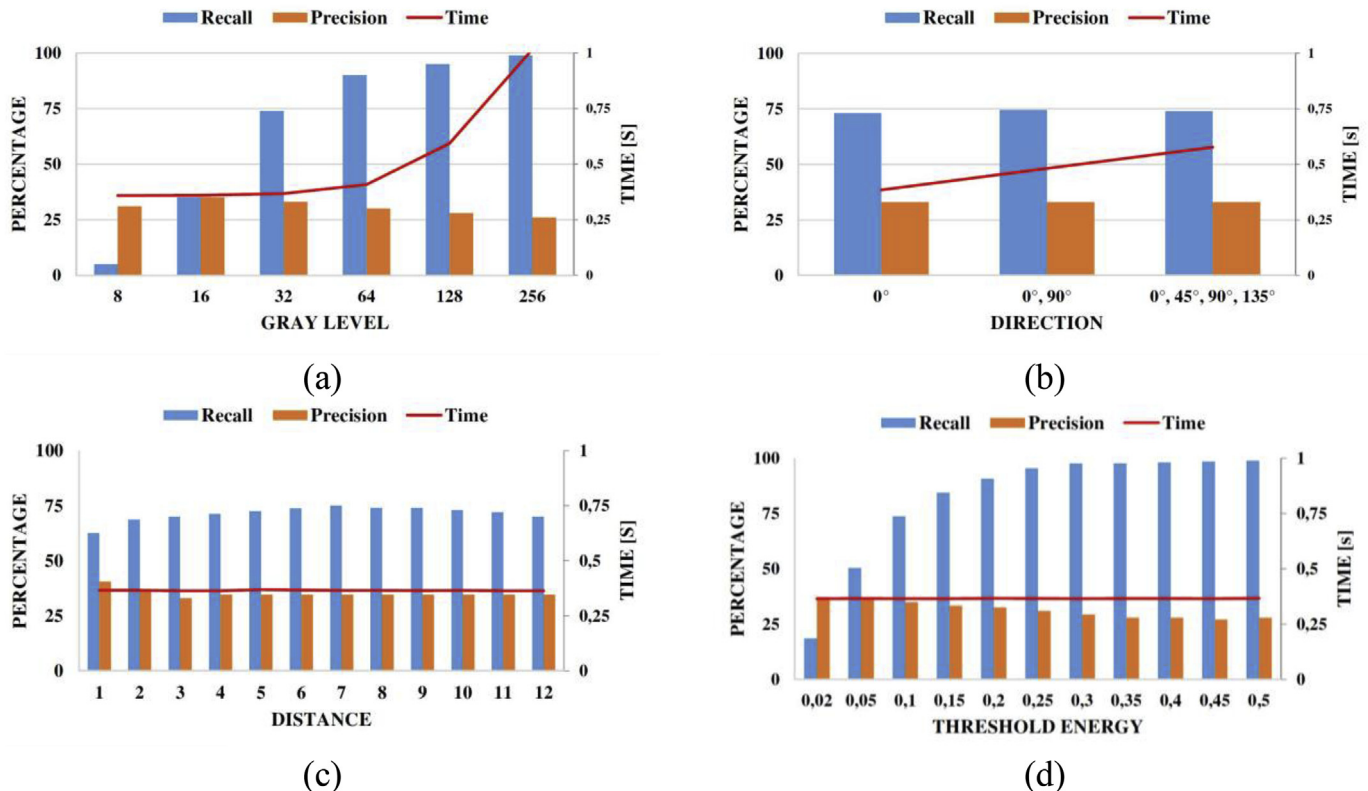 Recall Precision Time
100 1
75 0,75
50 0,5
25 0,25
0 0
PERCENTAGE
TIME [S]
8 16 32 64 128 256
GRAY LEVEL
(a)
Recall Precision Time
100 1
75 0,75
50 0,5
25 0,25
0 0
PERCENTAGE
TIME [s]
0° 0°, 90° 0°, 45°, 90°, 135°
DIRECTION
(b)
Recall Precision Time
100 1
75 0,75
50 0,5
25 0,25
0 0
PERCENTAGE
TIME [S]
1 2 3 4 5 6 7 8 9 10 11 12
DISTANCE
(c)
Recall Precision Time
100 1
75 0,75
50 0,5
25 0,25
0 0
PERCENTAGE
TIME [s]
0,02 0,05 0,1 0,15 0,2 0,25 0,3 0,35 0,4 0,45 0,5
THRESHOLD ENERGY
(d)